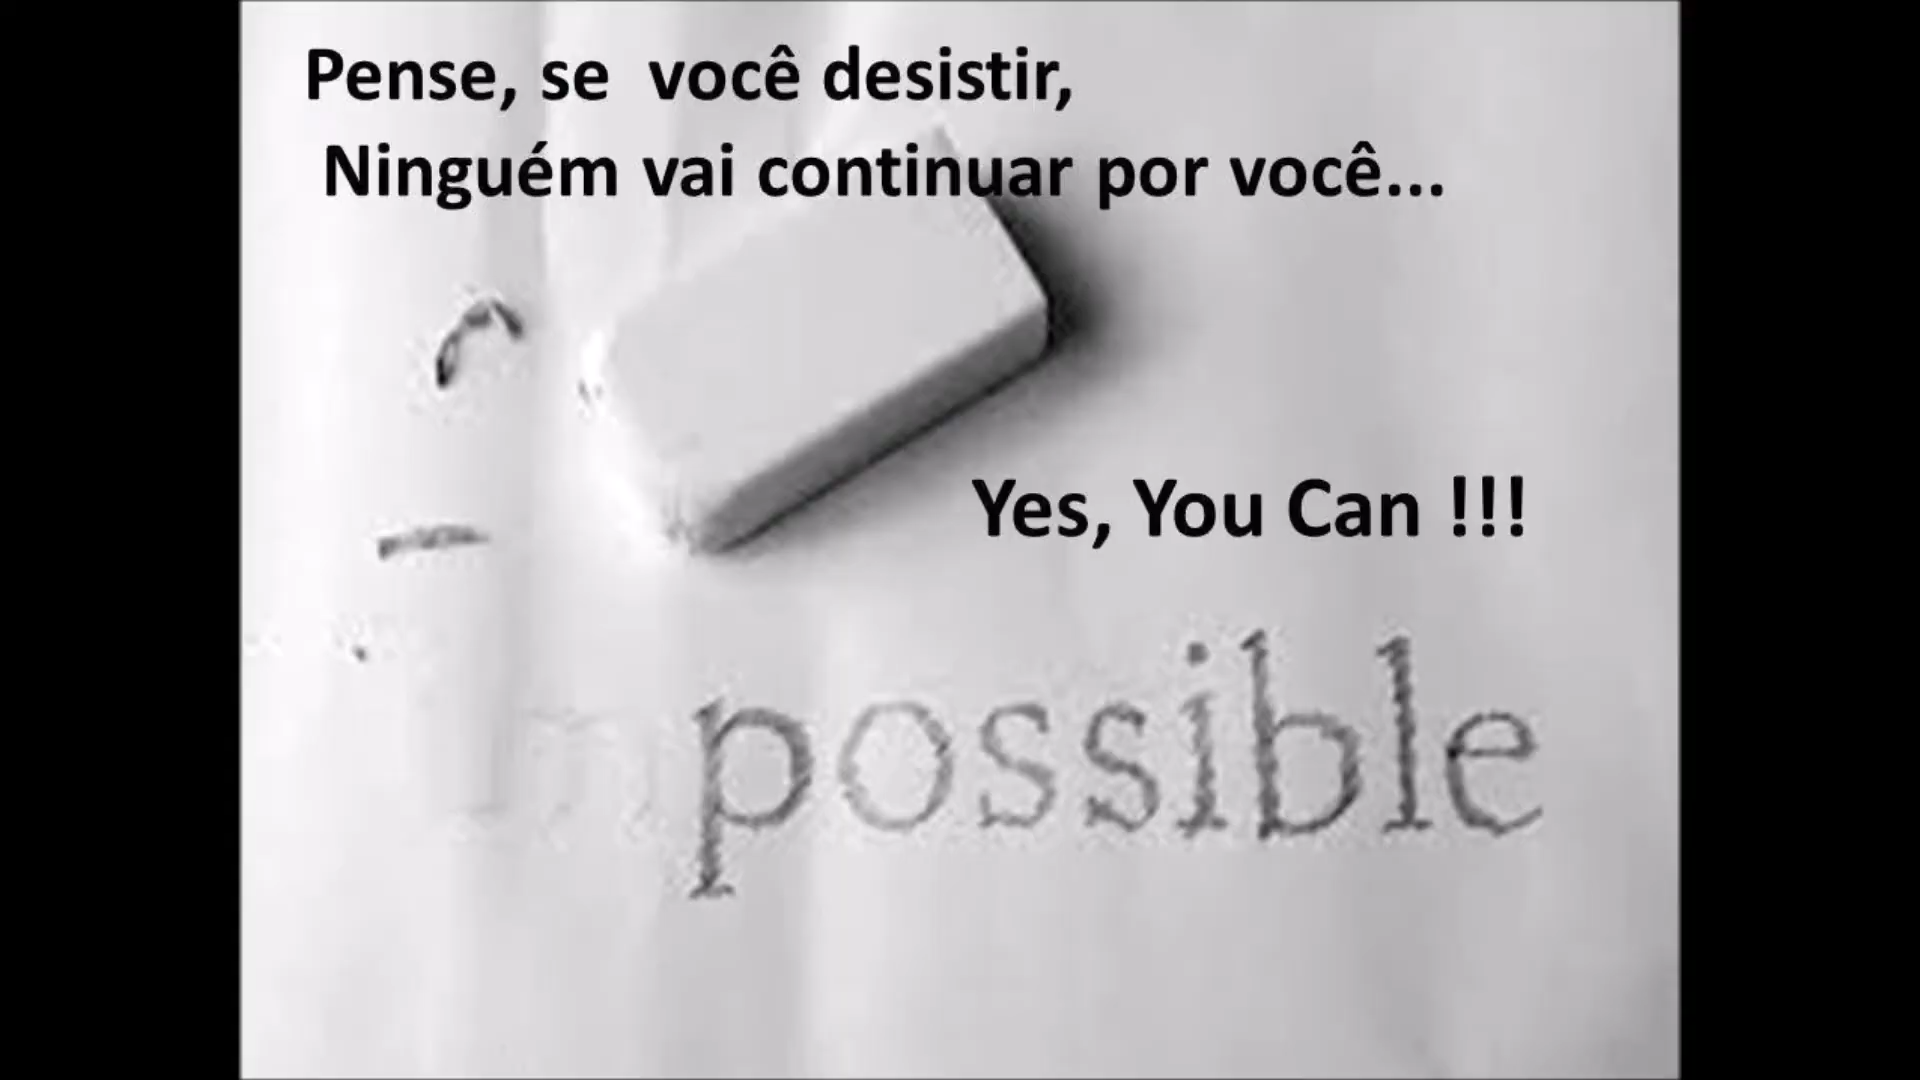 Pense, se você desistir,
Ninguém vai continuar por você...
Yes, You Can !!!
possible